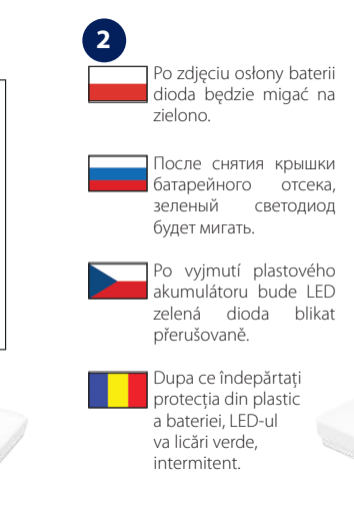 2
Po zdjęciu osłony baterii
dioda będzie migać na
zielono.
После снятия крышки
батарейного отсека,
зеленый светодиод
будет мигать.
Po vyjmutí plastového
akumulátoru bude LED
zelená dioda blikat
přerušovaně.
Dupa ce îndepărtați
protecția din plastic
a bateriei, LED-ul
va licări verde,
intermitent.